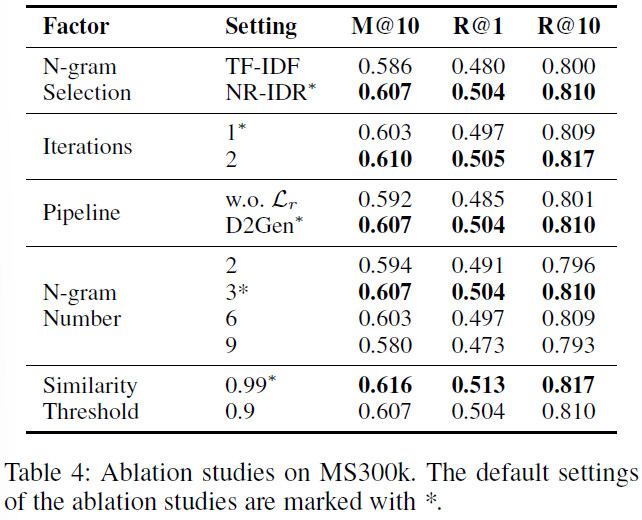 Factor Setting M@10 R@1 R@10
N-gram TF-IDF 0.586 0.480 0.800
Selection NR-IDR* 0.607 0.504 0.810
Iterations 1* 0.603 0.497 0.809
2 0.610 0.505 0.817
Pipeline w.o. ℒr 0.592 0.485 0.801
D2Gen* 0.607 0.504 0.810
2 0.594 0.491 0.796
N-gram 3* 0.607 0.504 0.810
Number 6 0.603 0.497 0.809
9 0.580 0.473 0.793
Similarity 0.99* 0.616 0.513 0.817
Threshold 0.9 0.607 0.504 0.810
Table 4: Ablation studies on MS300k. The default settings
of the ablation studies are marked with *.